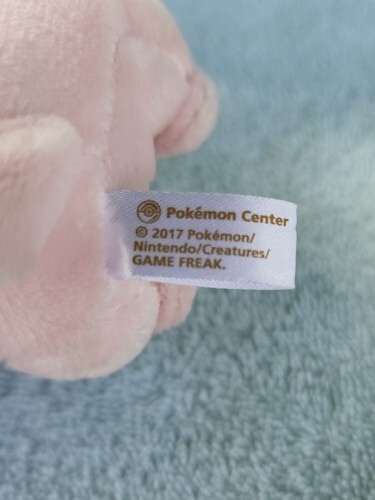 Pokémon Center
© 2017 Pokémon/
Nintendo/Creatures/
GAME FREAK.